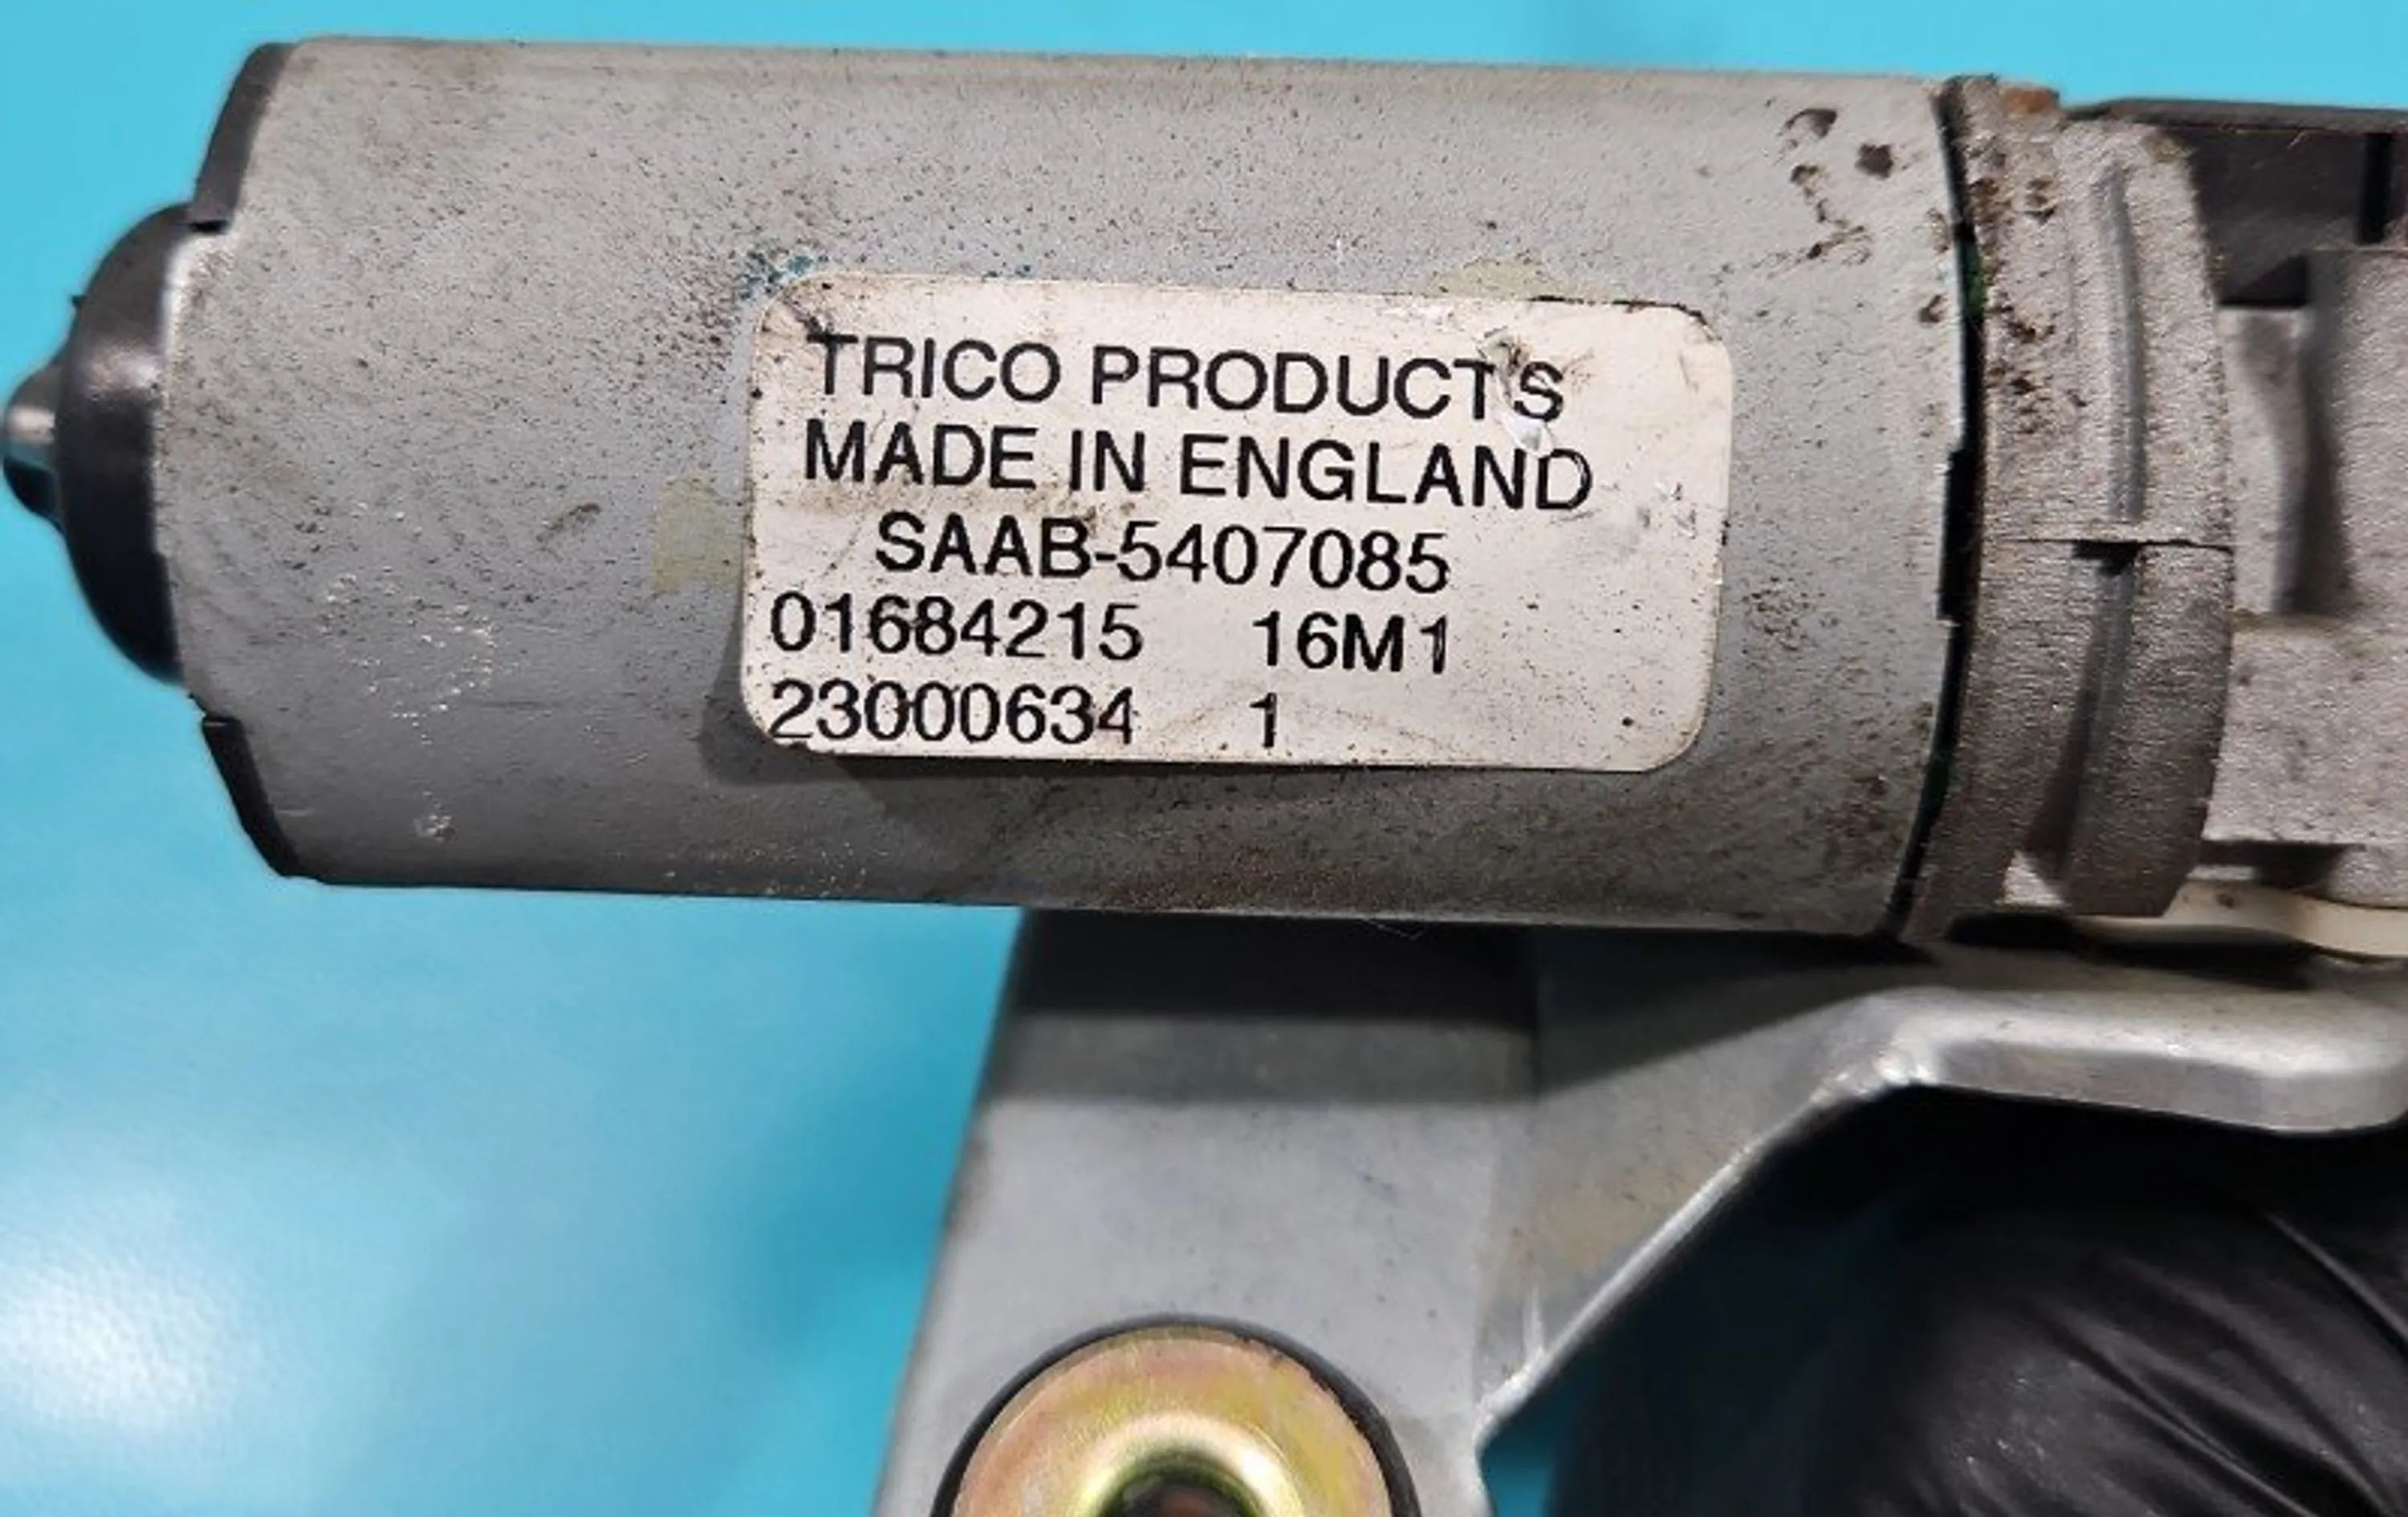 TRICO PRODUCTS
MADE IN ENGLAND
SAAB-5407085
01684215 16M1
23000634 1